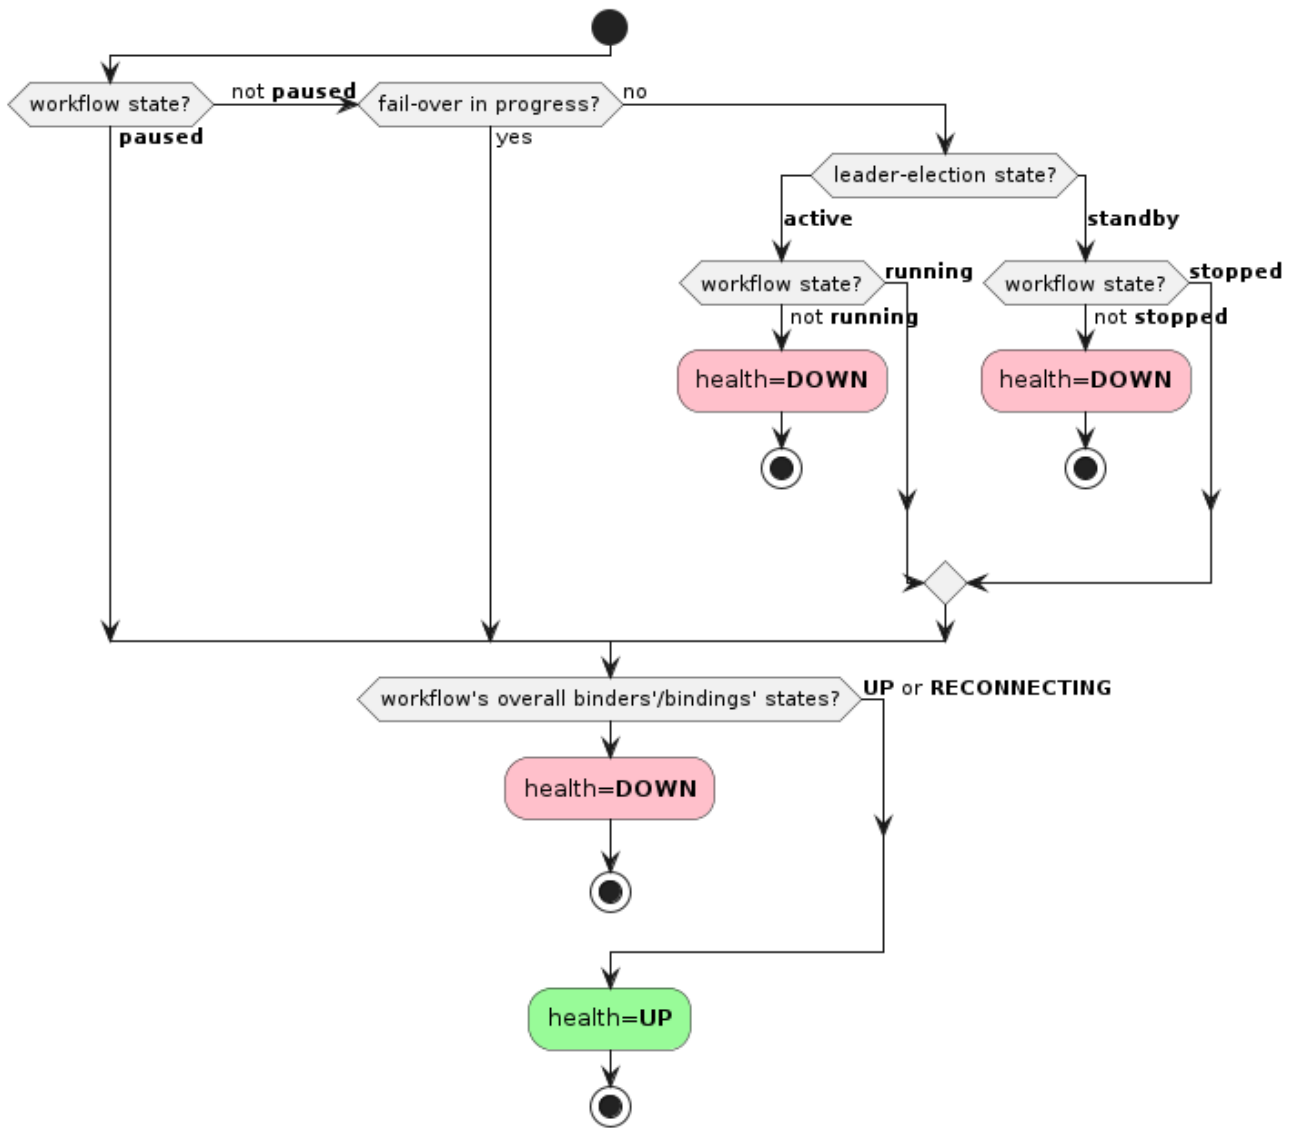 workflow state?
not paused
fail-over in progress?
no
paused
yes
leader-election state?
active
standby
workflow state?
running
workflow state?
stopped
not running
not stopped
health=DOWN
health=DOWN
workflow's overall binders'/bindings' states?
UP or RECONNECTING
health=DOWN
health=UP